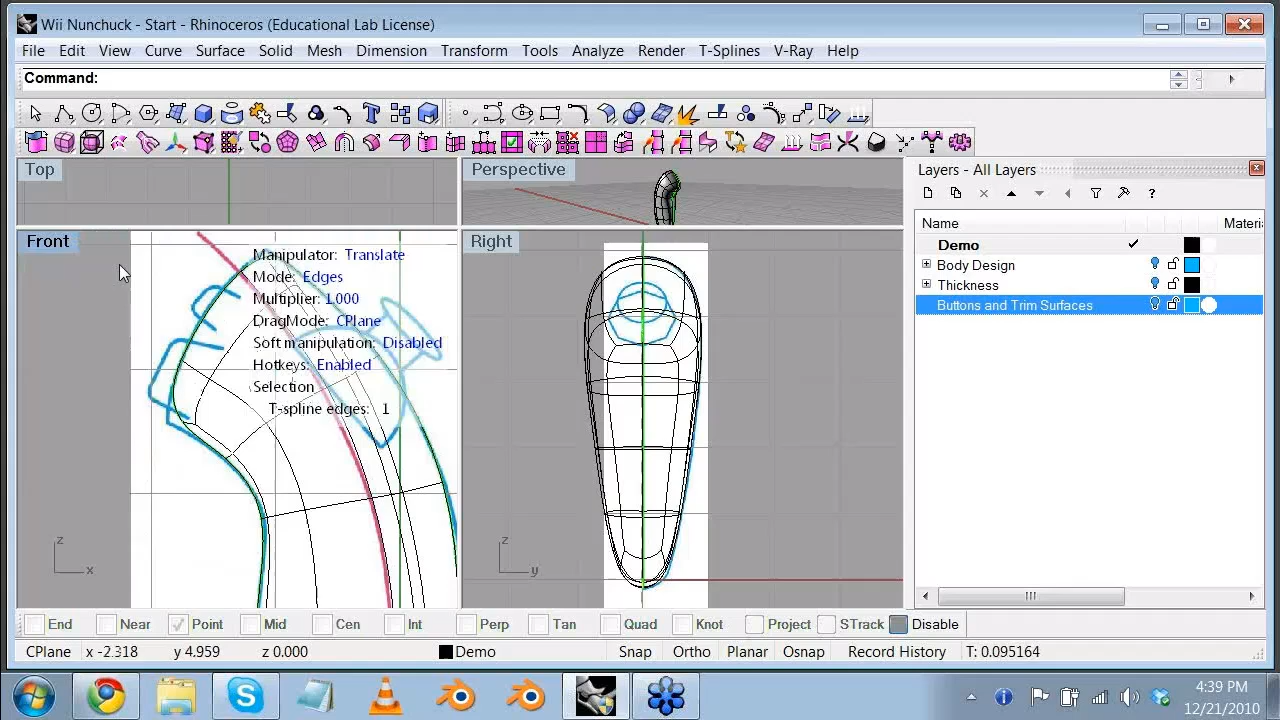 Wii Nunchuck - Start - Rhinoceros (Educational Lab License)
File Edit View Curve Surface Solid Mesh Dimension Transform Tools Analyze Render T-Splines V-Ray Help
Command:
Top
Perspective
Layers - All Layers
Name Materi
Demo
Body Design
Thickness
Buttons and Trim Surfaces
Front
Manipulator: Translate
Mode: Edges
Multiplier: 1.000
DragMode: CPlane
Soft manipulation: Disabled
Hotkeys: Enabled
Selection
T-spline edges: 1
z
x
Right
z
y
End Near Point Mid Cen Int Perp Tan Quad Knot Project STrack Disable
CPlane x -2.318 y 4.959 z 0.000 Demo Snap Ortho Planar Osnap Record History T: 0.095164
4:39 PM
12/21/2010